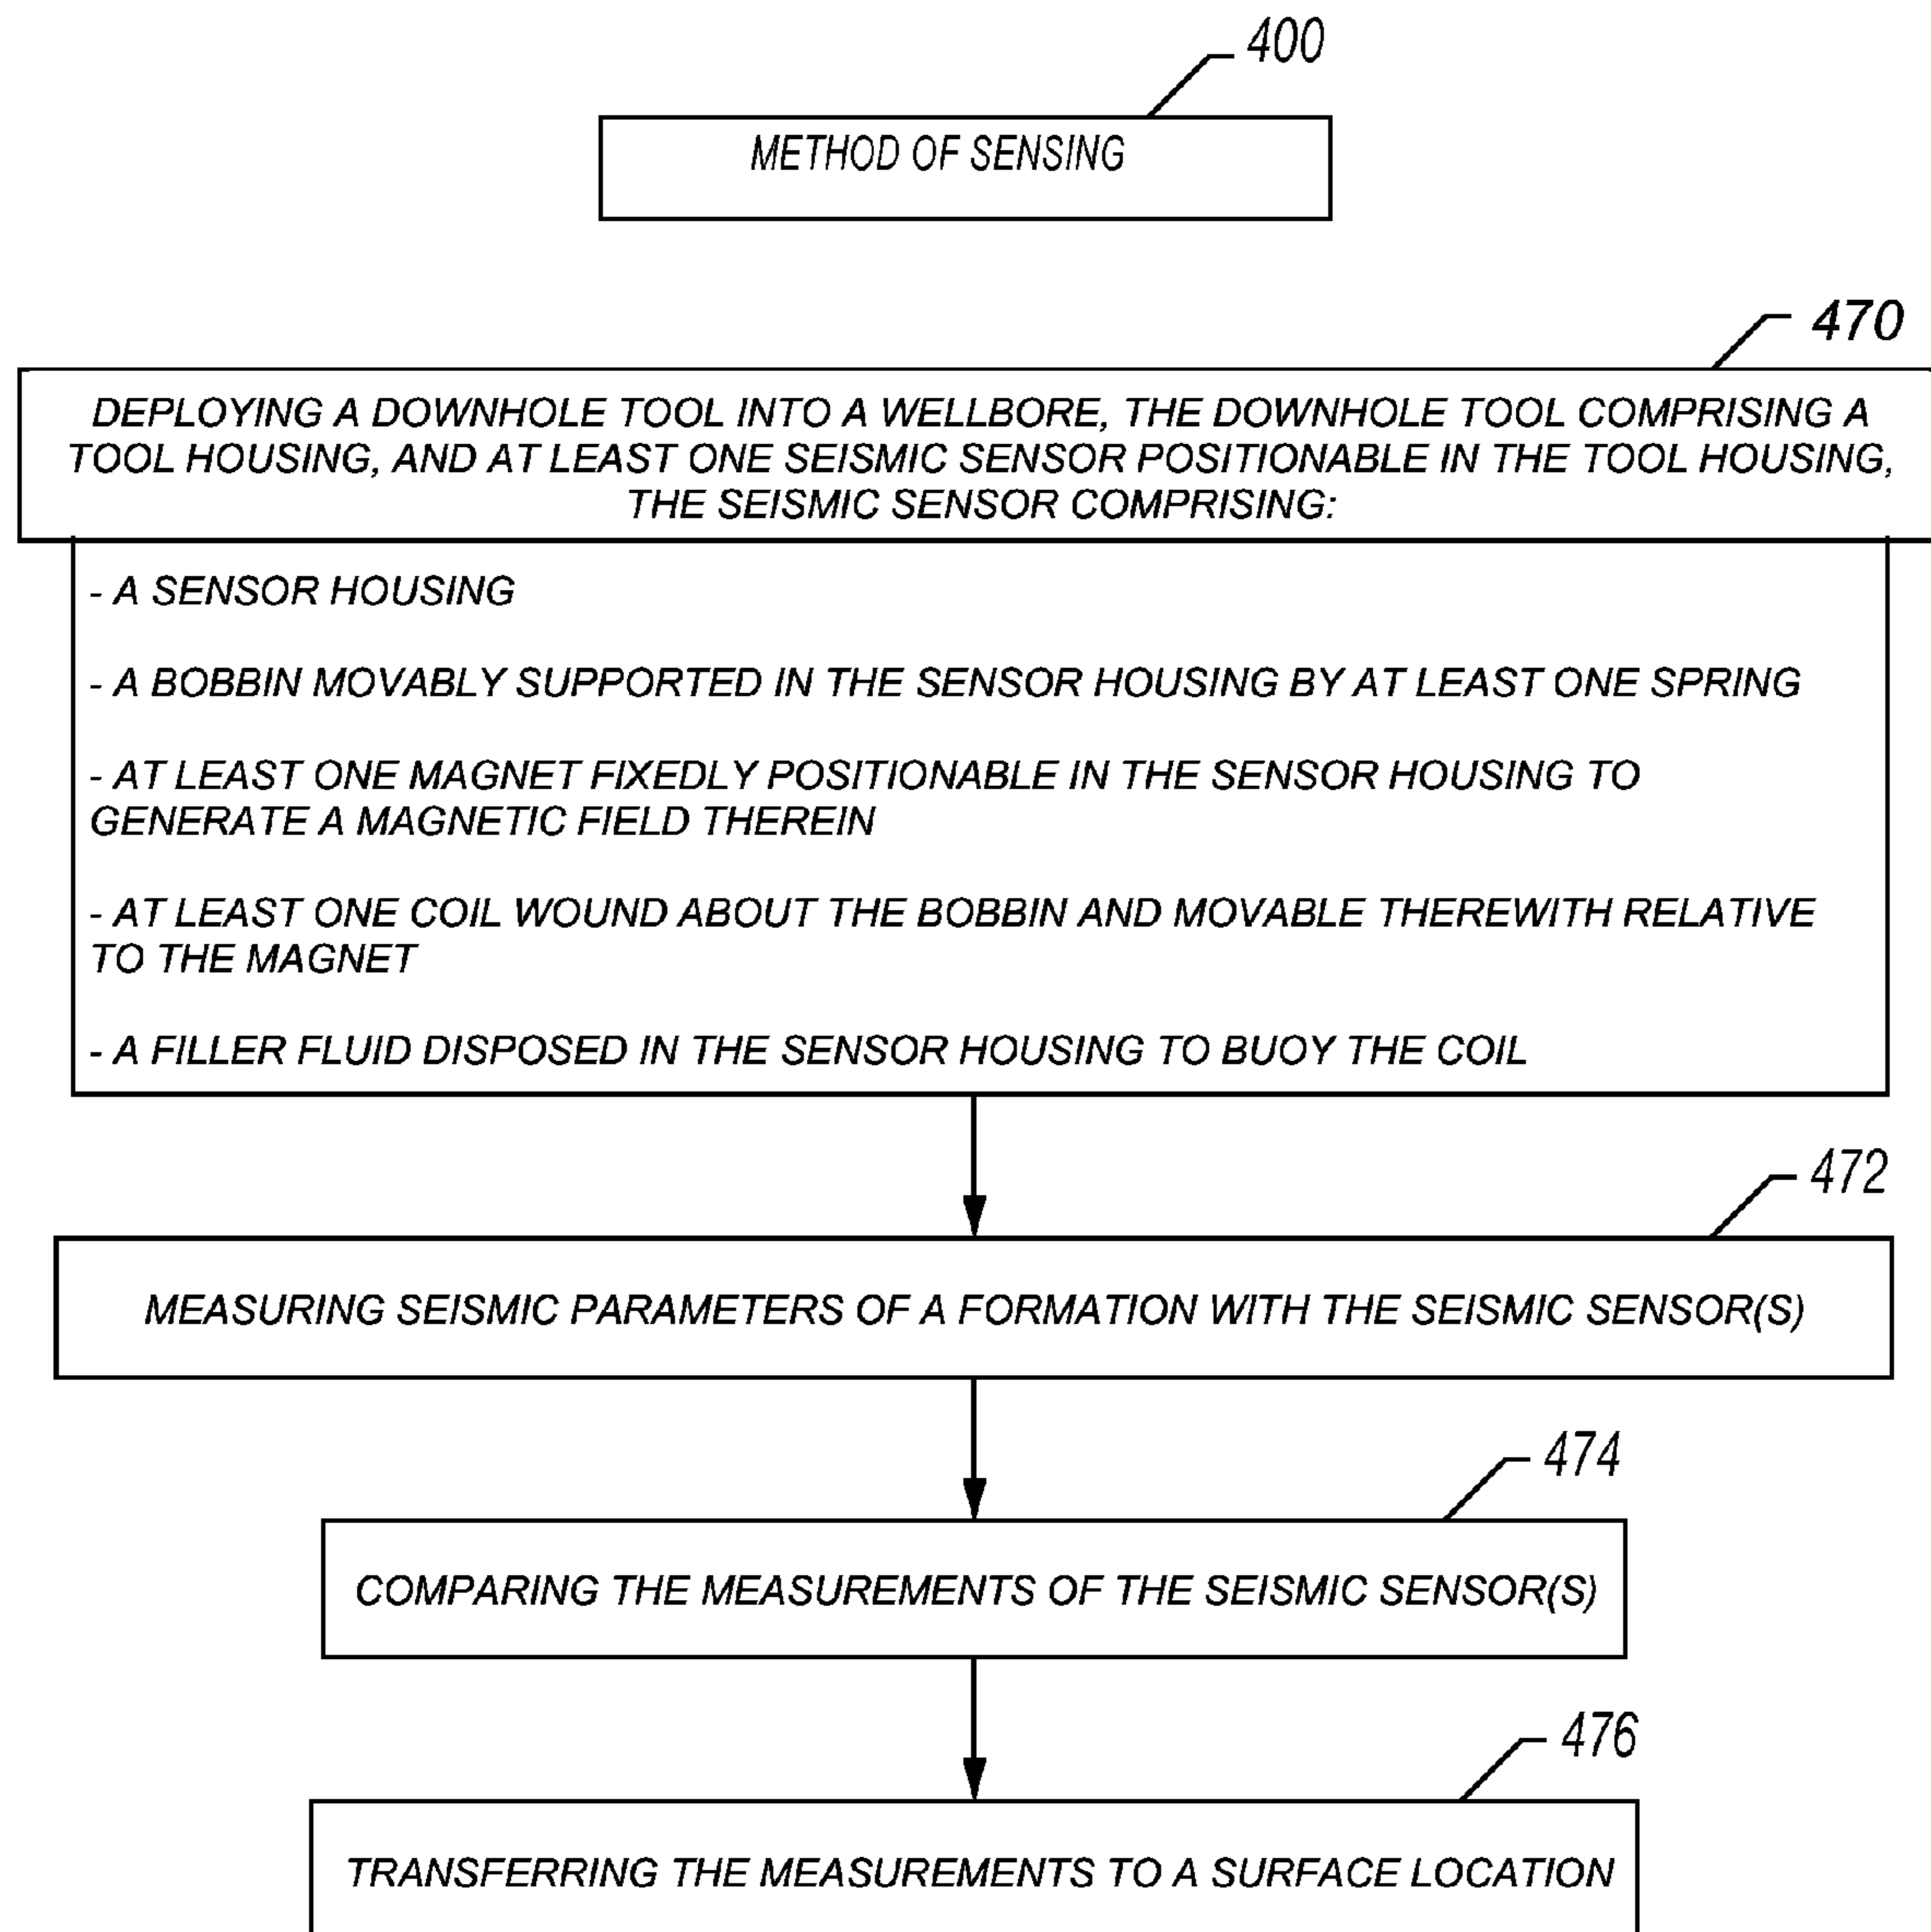 400
METHOD OF SENSING
470
DEPLOYING A DOWNHOLE TOOL INTO A WELLBORE, THE DOWNHOLE TOOL COMPRISING A
TOOL HOUSING, AND AT LEAST ONE SEISMIC SENSOR POSITIONABLE IN THE TOOL HOUSING,
THE SEISMIC SENSOR COMPRISING:
- A SENSOR HOUSING
- A BOBBIN MOVABLY SUPPORTED IN THE SENSOR HOUSING BY AT LEAST ONE SPRING
- AT LEAST ONE MAGNET FIXEDLY POSITIONABLE IN THE SENSOR HOUSING TO
GENERATE A MAGNETIC FIELD THEREIN
- AT LEAST ONE COIL WOUND ABOUT THE BOBBIN AND MOVABLE THEREWITH RELATIVE
TO THE MAGNET
- A FILLER FLUID DISPOSED IN THE SENSOR HOUSING TO BUOY THE COIL
472
MEASURING SEISMIC PARAMETERS OF A FORMATION WITH THE SEISMIC SENSOR(S)
474
COMPARING THE MEASUREMENTS OF THE SEISMIC SENSOR(S)
476
TRANSFERRING THE MEASUREMENTS TO A SURFACE LOCATION